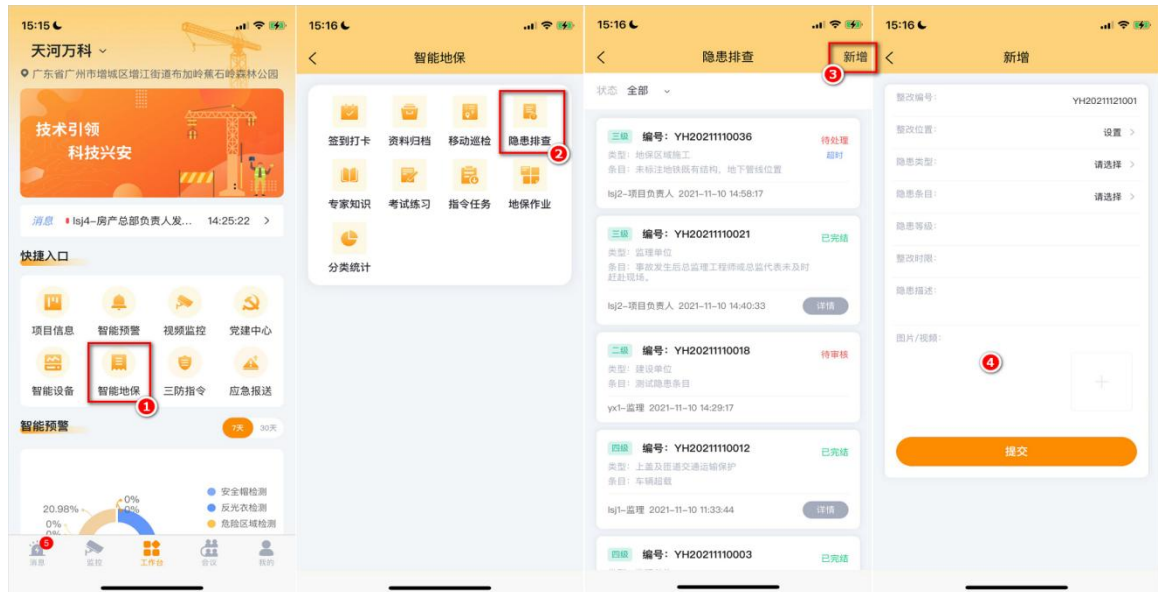 15:15
天河万科
广东省广州市增城区增江街道布加岭蕉石岭森林公园
技术引领
科技兴安
消息 lsj4-房产总部负责人发... 14:25:22 >
快捷入口
项目信息 智能预警 视频监控 党建中心
智能设备 智能地保 三防指令 应急报送
1
智能预警 7天 30天
安全帽检测
反光衣检测
危险区域检测
20.98%
0%
0%
0%
0%
5
消息 监控 工作台 会议 我的
15:16
< 智能地保
签到打卡 资料归档 移动巡检 隐患排查
2
专家知识 考试练习 指令任务 地保作业
分类统计
15:16
< 隐患排查 新增
3
状态 全部
三级 编号：YH20211110036 待处理
类型：地保区域施工 超时
条目：未标注地铁既有结构，地下管线位置
lsj2-项目负责人 2021-11-10 14:58:17
三级 编号：YH20211110021 已完结
类型：监理单位
条目：事故发生后总监理工程师或总监代表未及时
赶赴现场。
lsj2-项目负责人 2021-11-10 14:40:33 详情
二级 编号：YH20211110018 待审核
类型：建设单位
条目：测试隐患条目
yx1-监理 2021-11-10 14:29:17
四级 编号：YH20211110012 已完结
类型：上盖及匝道交通运输保护
条目：车辆超载
lsj1-监理 2021-11-10 11:33:44 详情
四级 编号：YH20211110003 已完结
15:16
< 新增
整改编号： YH20211121001
整改位置： 设置 >
隐患类型： 请选择 >
隐患条目： 请选择 >
隐患等级：
整改时限：
隐患描述：
图片/视频：
4
+
提交